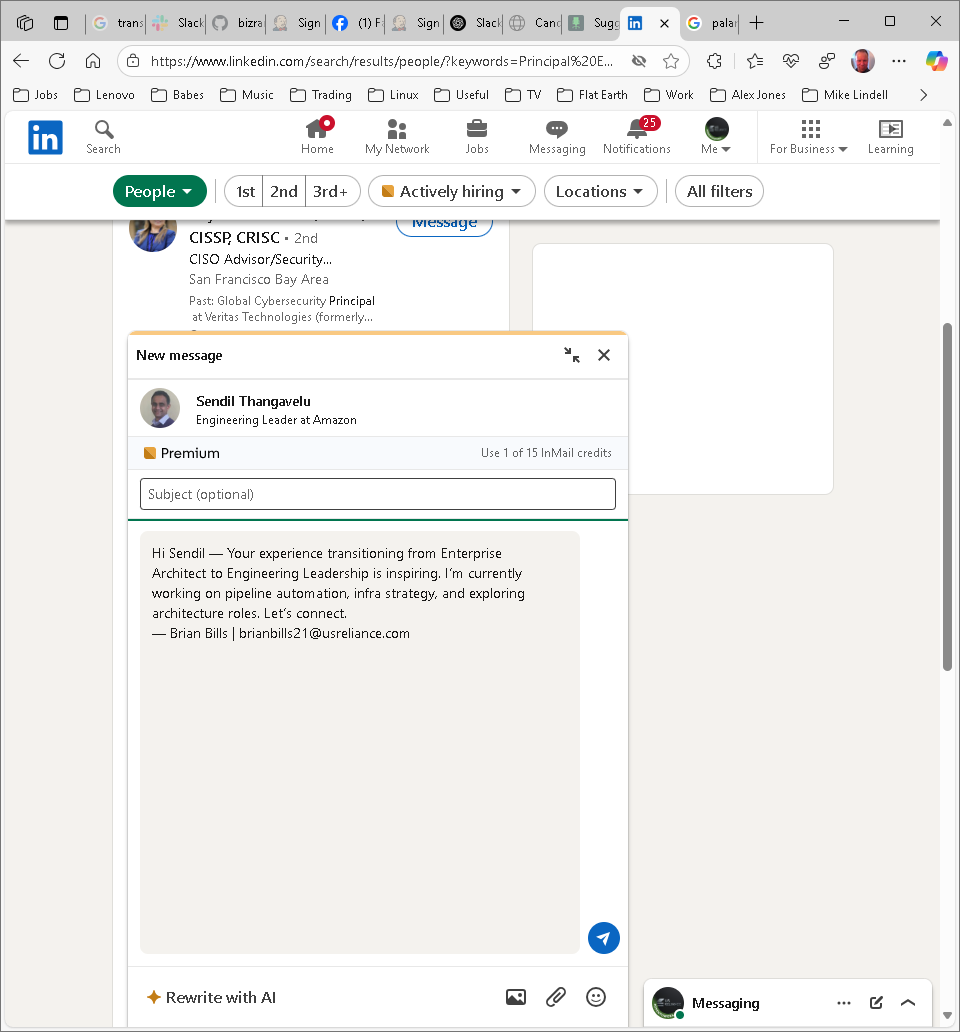 trans
Slack
bizra
Sign
(1) F
Sign
Slack
Canc
Sugg
palan
https://www.linkedin.com/search/results/people/?keywords=Principal%20E...
Jobs
Lenovo
Babes
Music
Trading
Linux
Useful
TV
Flat Earth
Work
Alex Jones
Mike Lindell
in
Search
Home
My Network
Jobs
Messaging
25
Notifications
Me
For Business
Learning
People
1st
2nd
3rd+
Actively hiring
Locations
All filters
Message
CISSP, CRISC • 2nd
CISO Advisor/Security...
San Francisco Bay Area
Past: Global Cybersecurity Principal
at Veritas Technologies (formerly...
New message
Sendil Thangavelu
Engineering Leader at Amazon
Premium
Use 1 of 15 InMail credits
Subject (optional)
Hi Sendil — Your experience transitioning from Enterprise
Architect to Engineering Leadership is inspiring. I’m currently
working on pipeline automation, infra strategy, and exploring
architecture roles. Let’s connect.
— Brian Bills | brianbills21@usreliance.com
Rewrite with AI
Messaging